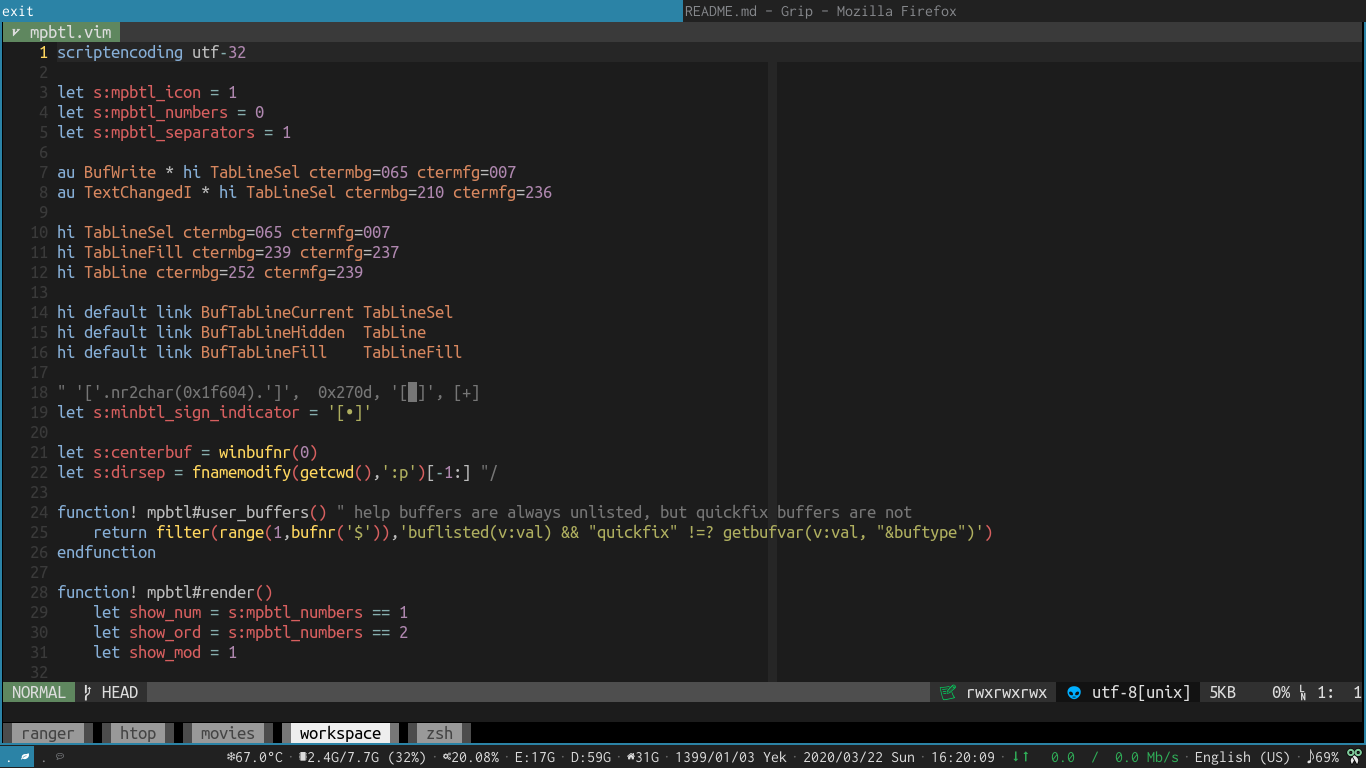 exit README.md - Grip - Mozilla Firefox
mpbtl.vim
1 scriptencoding utf-32
2
3 let s:mpbtl_icon = 1
4 let s:mpbtl_numbers = 0
5 let s:mpbtl_separators = 1
6
7 au BufWrite * hi TabLineSel ctermbg=065 ctermfg=007
8 au TextChangedI * hi TabLineSel ctermbg=210 ctermfg=236
9
10 hi TabLineSel ctermbg=065 ctermfg=007
11 hi TabLineFill ctermbg=239 ctermfg=237
12 hi TabLine ctermbg=252 ctermfg=239
13
14 hi default link BufTabLineCurrent TabLineSel
15 hi default link BufTabLineHidden  TabLine
16 hi default link BufTabLineFill    TabLineFill
17
18 " '['.nr2char(0x1f604).']',  0x270d, '[█]', [+]
19 let s:minbtl_sign_indicator = '[•]'
20
21 let s:centerbuf = winbufnr(0)
22 let s:dirsep = fnamemodify(getcwd(),':p')[-1:] "/
23
24 function! mpbtl#user_buffers() " help buffers are always unlisted, but quickfix buffers are not
25     return filter(range(1,bufnr('$')),'buflisted(v:val) && "quickfix" !=? getbufvar(v:val, "&buftype")')
26 endfunction
27
28 function! mpbtl#render()
29     let show_num = s:mpbtl_numbers == 1
30     let show_ord = s:mpbtl_numbers == 2
31     let show_mod = 1
32
NORMAL HEAD rwxrwxrwx utf-8[unix] 5KB 0% LN 1: 1
ranger htop movies workspace zsh
. · . ❄67.0°C · 2.4G/7.7G (32%) · 20.08% · E:17G · D:59G · 31G · 1399/01/03 Yek · 2020/03/22 Sun · 16:20:09 · ↓↑ 0.0 / 0.0 Mb/s · English (US) · ♪69%